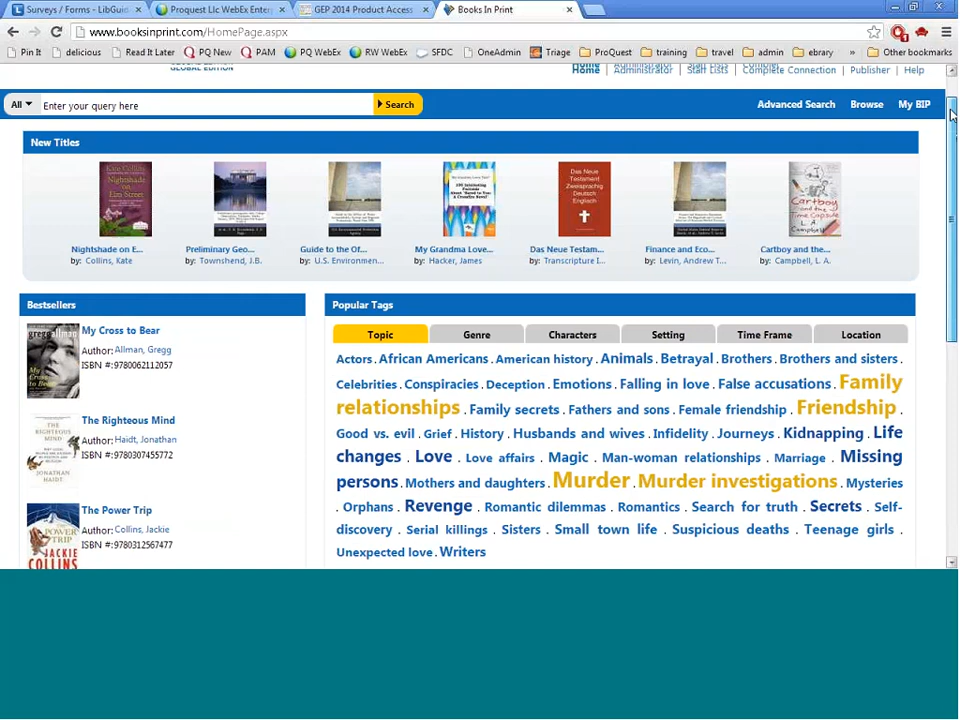 Surveys / Forms - LibGuid
Proquest Llc WebEx Enter
GEP 2014 Product Access
Books In Print
www.booksinprint.com/HomePage.aspx
Pin It
delicious
Read It Later
PQ New
PAM
PQ WebEx
RW WebEx
SFDC
OneAdmin
Triage
ProQuest
training
travel
admin
ebrary
»
Other bookmarks
GLOBAL EDITION
Home
Administrator
Staff Lists
Complete Connection
Publisher
Help
All
Enter your query here
Search
Advanced Search
Browse
My BIP
New Titles
Nightshade on E...
by: Collins, Kate
Preliminary Geo...
by: Townshend, J.B.
Guide to the Of...
by: U.S. Environmen...
My Grandma Love...
by: Hacker, James
Das Neue Testam...
by: Transcripture I...
Finance and Eco...
by: Levin, Andrew T...
Cartboy and the...
by: Campbell, L. A.
Bestsellers
My Cross to Bear
Author: Allman, Gregg
ISBN #:9780062112057
The Righteous Mind
Author: Haidt, Jonathan
ISBN #:9780307455772
The Power Trip
Author: Collins, Jackie
ISBN #:9780312567477
Popular Tags
Topic
Genre
Characters
Setting
Time Frame
Location
Actors . African Americans . American history . Animals . Betrayal . Brothers . Brothers and sisters .
Celebrities . Conspiracies . Deception . Emotions . Falling in love . False accusations . Family
relationships . Family secrets . Fathers and sons . Female friendship . Friendship .
Good vs. evil . Grief . History . Husbands and wives . Infidelity . Journeys . Kidnapping . Life
changes . Love . Love affairs . Magic . Man-woman relationships . Marriage . Missing
persons . Mothers and daughters . Murder . Murder investigations . Mysteries
. Orphans . Revenge . Romantic dilemmas . Romantics . Search for truth . Secrets . Self-
discovery . Serial killings . Sisters . Small town life . Suspicious deaths . Teenage girls .
Unexpected love . Writers